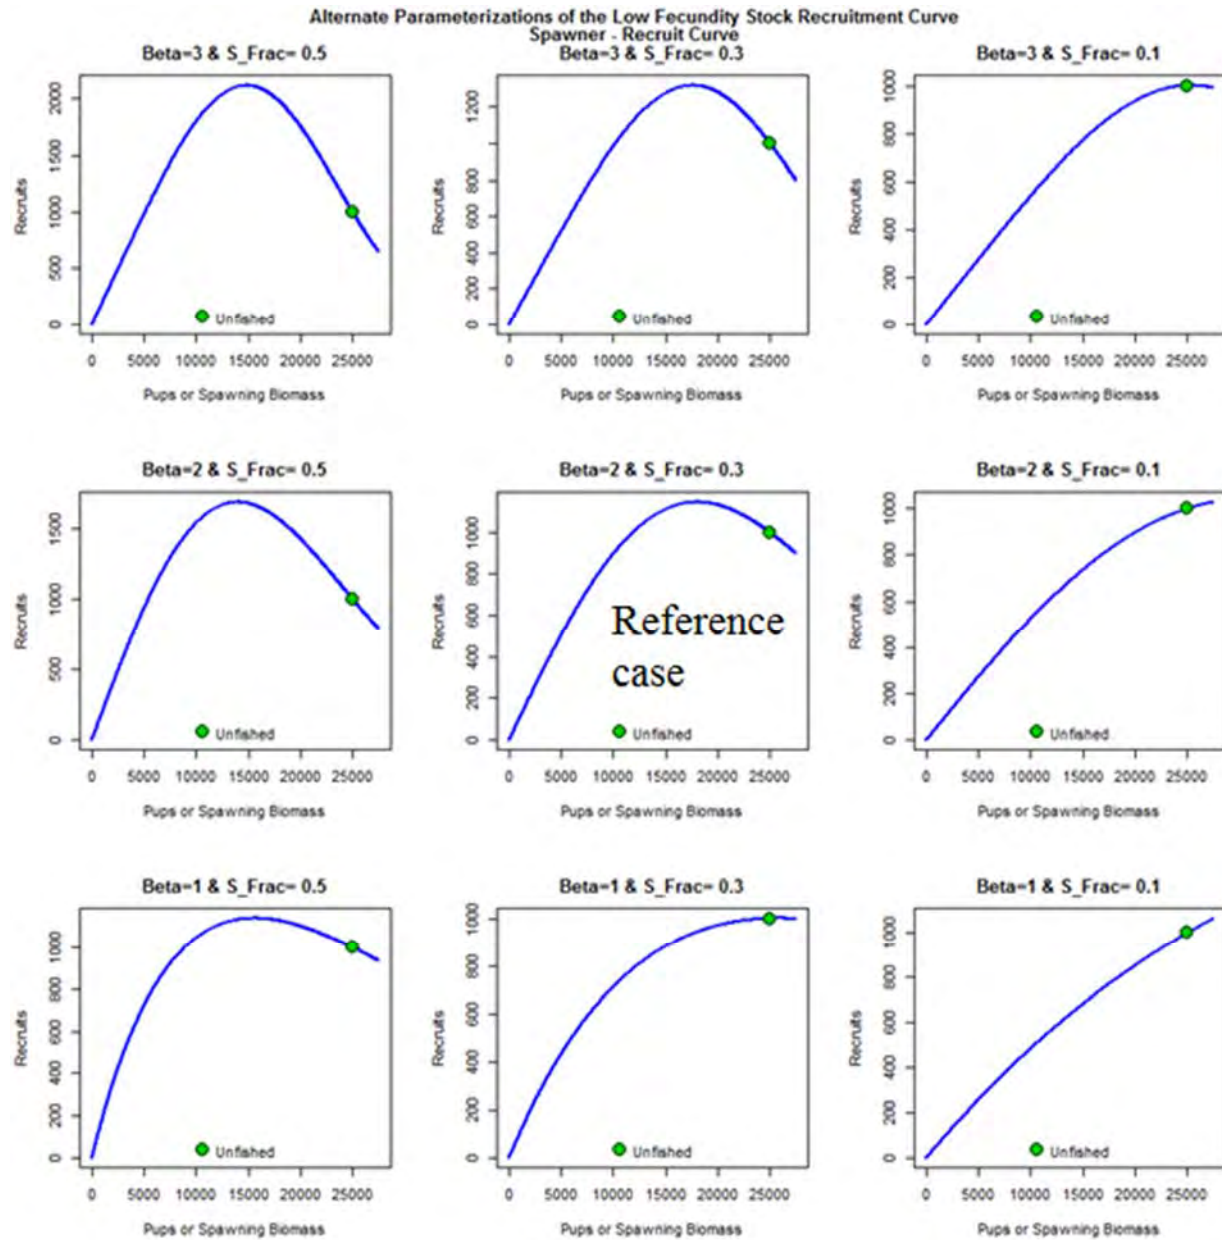 Alternate Parameterizations of the Low Fecundity Stock Recruitment Curve
Spawner - Recruit Curve
Beta=3 & S_Frac= 0.5
Recruits
2000
1500
1000
500
0
Unfished
0 5000 10000 15000 20000 25000
Pups or Spawning Biomass
Beta=3 & S_Frac= 0.3
Recruits
1200
800
600
400
200
0
Unfished
0 5000 10000 15000 20000 25000
Pups or Spawning Biomass
Beta=3 & S_Frac= 0.1
Recruits
1000
800
600
400
200
0
Unfished
0 5000 10000 15000 20000 25000
Pups or Spawning Biomass
Beta=2 & S_Frac= 0.5
Recruits
1500
1000
500
0
Unfished
0 5000 10000 15000 20000 25000
Pups or Spawning Biomass
Beta=2 & S_Frac= 0.3
Recruits
1000
800
600
400
200
0
Reference
case
Unfished
0 5000 10000 15000 20000 25000
Pups or Spawning Biomass
Beta=2 & S_Frac= 0.1
Recruits
1000
800
600
400
200
0
Unfished
0 5000 10000 15000 20000 25000
Pups or Spawning Biomass
Beta=1 & S_Frac= 0.5
Recruits
1000
800
600
400
200
0
Unfished
0 5000 10000 15000 20000 25000
Pups or Spawning Biomass
Beta=1 & S_Frac= 0.3
Recruits
1000
800
600
400
200
0
Unfished
0 5000 10000 15000 20000 25000
Pups or Spawning Biomass
Beta=1 & S_Frac= 0.1
Recruits
1000
800
600
400
200
0
Unfished
0 5000 10000 15000 20000 25000
Pups or Spawning Biomass